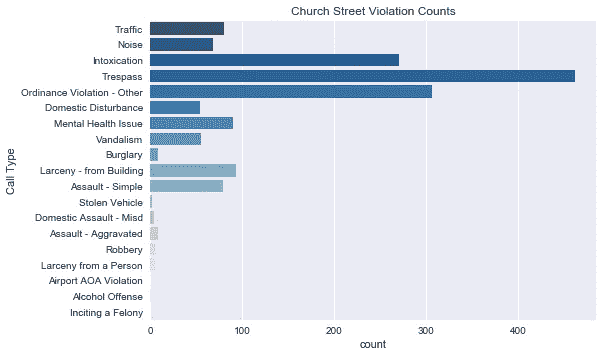 Church Street Violation Counts
Call Type
Traffic
Noise
Intoxication
Trespass
Ordinance Violation - Other
Domestic Disturbance
Mental Health Issue
Vandalism
Burglary
Larceny - from Building
Assault - Simple
Stolen Vehicle
Domestic Assault - Misd
Assault - Aggravated
Robbery
Larceny from a Person
Airport AOA Violation
Alcohol Offense
Inciting a Felony
0 100 200 300 400
count